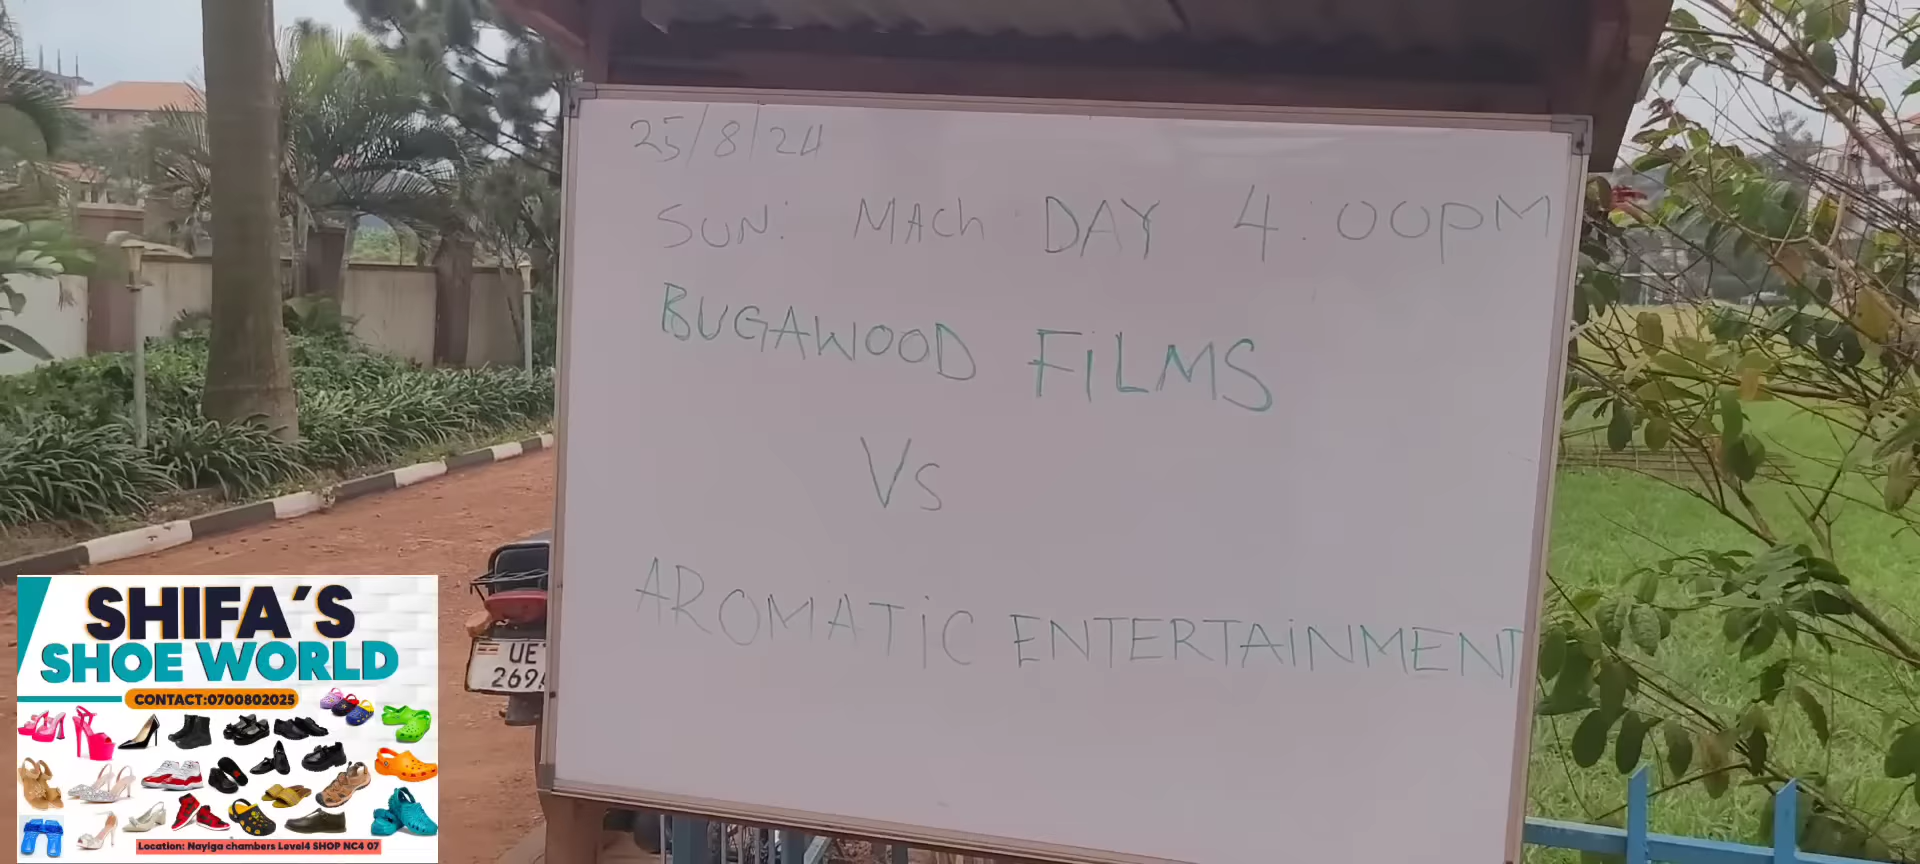 25/8/24
SUN: MACh DAY 4:00PM
BUGAWOOD FiLMS
Vs
AROMATiC ENTERTAiNMENT
UE
269
SHIFA'S
SHOE WORLD
CONTACT:0700802025
Location: Nayiga chambers Level4 SHOP NC4 07